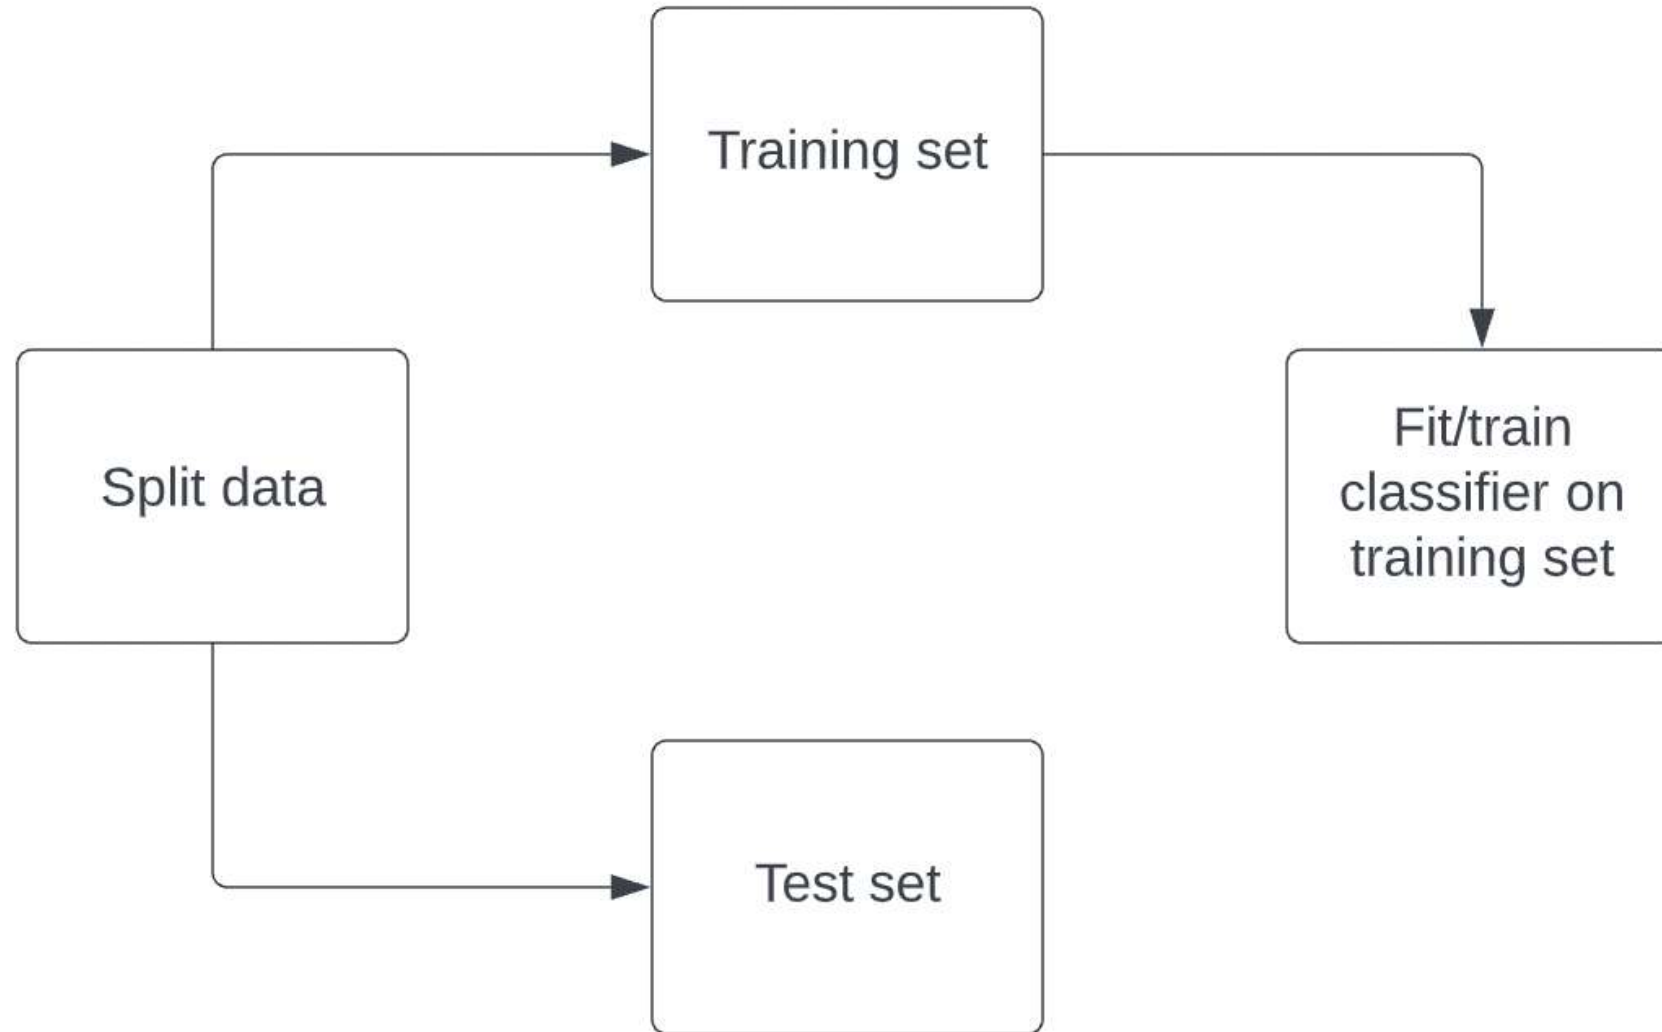 Training set
Split data
Fit/train
classifier on
training set
Test set